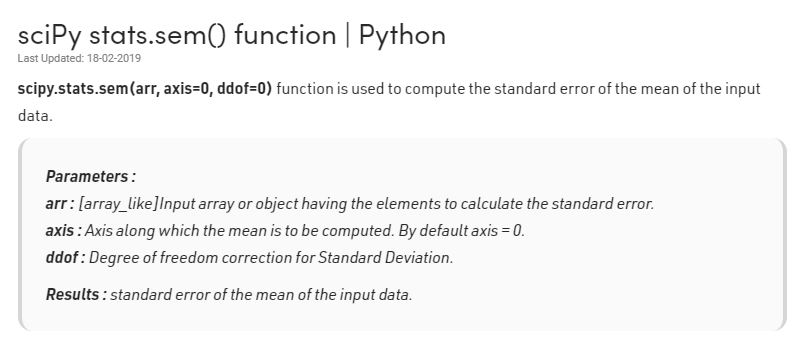 sciPy stats.sem() function | Python
Last Updated: 18-02-2019
scipy.stats.sem(arr, axis=0, ddof=0) function is used to compute the standard error of the mean of the input
data.
Parameters :
arr : [array_like]Input array or object having the elements to calculate the standard error.
axis : Axis along which the mean is to be computed. By default axis = 0.
ddof : Degree of freedom correction for Standard Deviation.
Results : standard error of the mean of the input data.